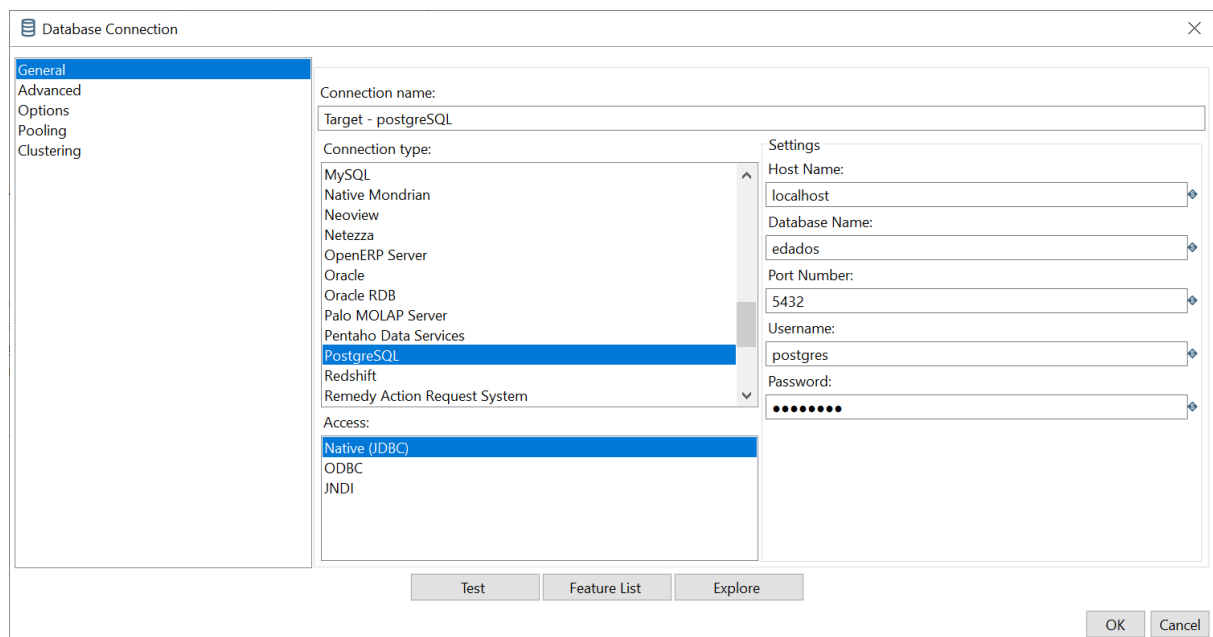 Database Connection
General
Advanced
Options
Pooling
Clustering
Connection name:
Target - postgreSQL
Connection type:
MySQL
Native Mondrian
Neoview
Netezza
OpenERP Server
Oracle
Oracle RDB
Palo MOLAP Server
Pentaho Data Services
PostgreSQL
Redshift
Remedy Action Request System
Access:
Native (JDBC)
ODBC
JNDI
Settings
Host Name:
localhost
Database Name:
edados
Port Number:
5432
Username:
postgres
Password:
●●●●●●●●
Test
Feature List
Explore
OK
Cancel